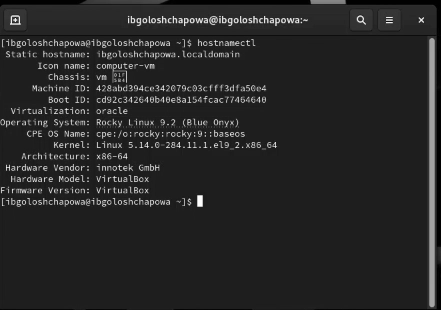 ibgoloshchapowa@ibgoloshchapowa:~
[ibgoloshchapowa@ibgoloshchapowa ~]$ hostnamectl
Static hostname: ibgoloshchapowa.localdomain
Icon name: computer-vm
Chassis: vm
Machine ID: 428abd394ce342079c03cfff3dfa50e4
Boot ID: cd92c342640b40e8a154fcac77464640
Virtualization: oracle
Operating System: Rocky Linux 9.2 (Blue Onyx)
CPE OS Name: cpe:/o:rocky:rocky:9::baseos
Kernel: Linux 5.14.0-284.11.1.el9_2.x86_64
Architecture: x86-64
Hardware Vendor: innotek GmbH
Hardware Model: VirtualBox
Firmware Version: VirtualBox
[ibgoloshchapowa@ibgoloshchapowa ~]$